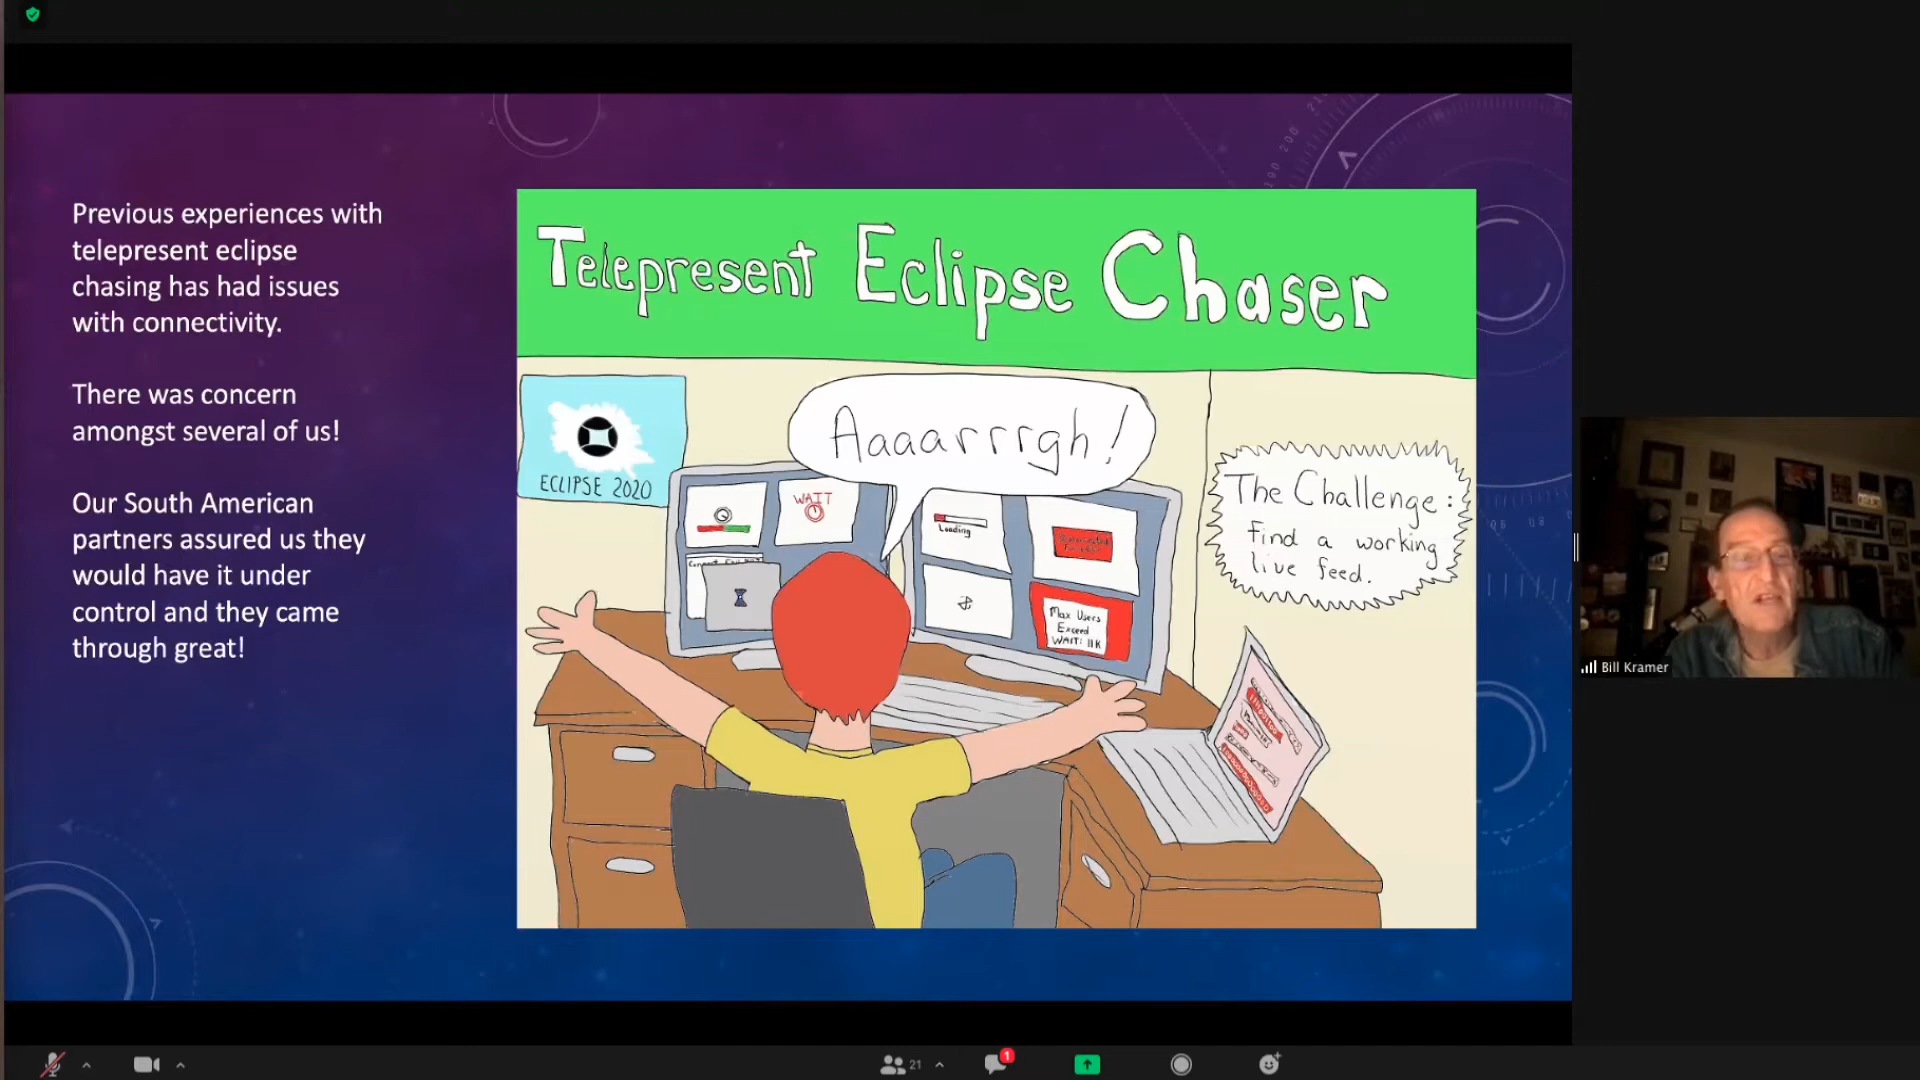 Previous experiences with
telepresent eclipse
chasing has had issues
with connectivity.
There was concern
amongst several of us!
Our South American
partners assured us they
would have it under
control and they came
through great!
Telepresent Eclipse Chaser
Aaaarrrgh!
ECLIPSE 2020
WAIT
Loading
Max Users
Exceed
WAIT: 11K
The Challenge:
find a working
live feed.
Bill Kramer
21
1